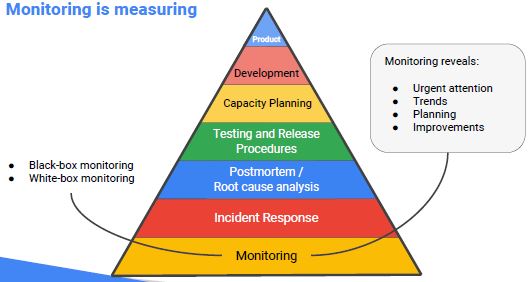 Monitoring is measuring
Product
Development
Capacity Planning
Testing and Release
Procedures
Postmortem /
Root cause analysis
Incident Response
Monitoring
● Black-box monitoring
● White-box monitoring
Monitoring reveals:
● Urgent attention
● Trends
● Planning
● Improvements